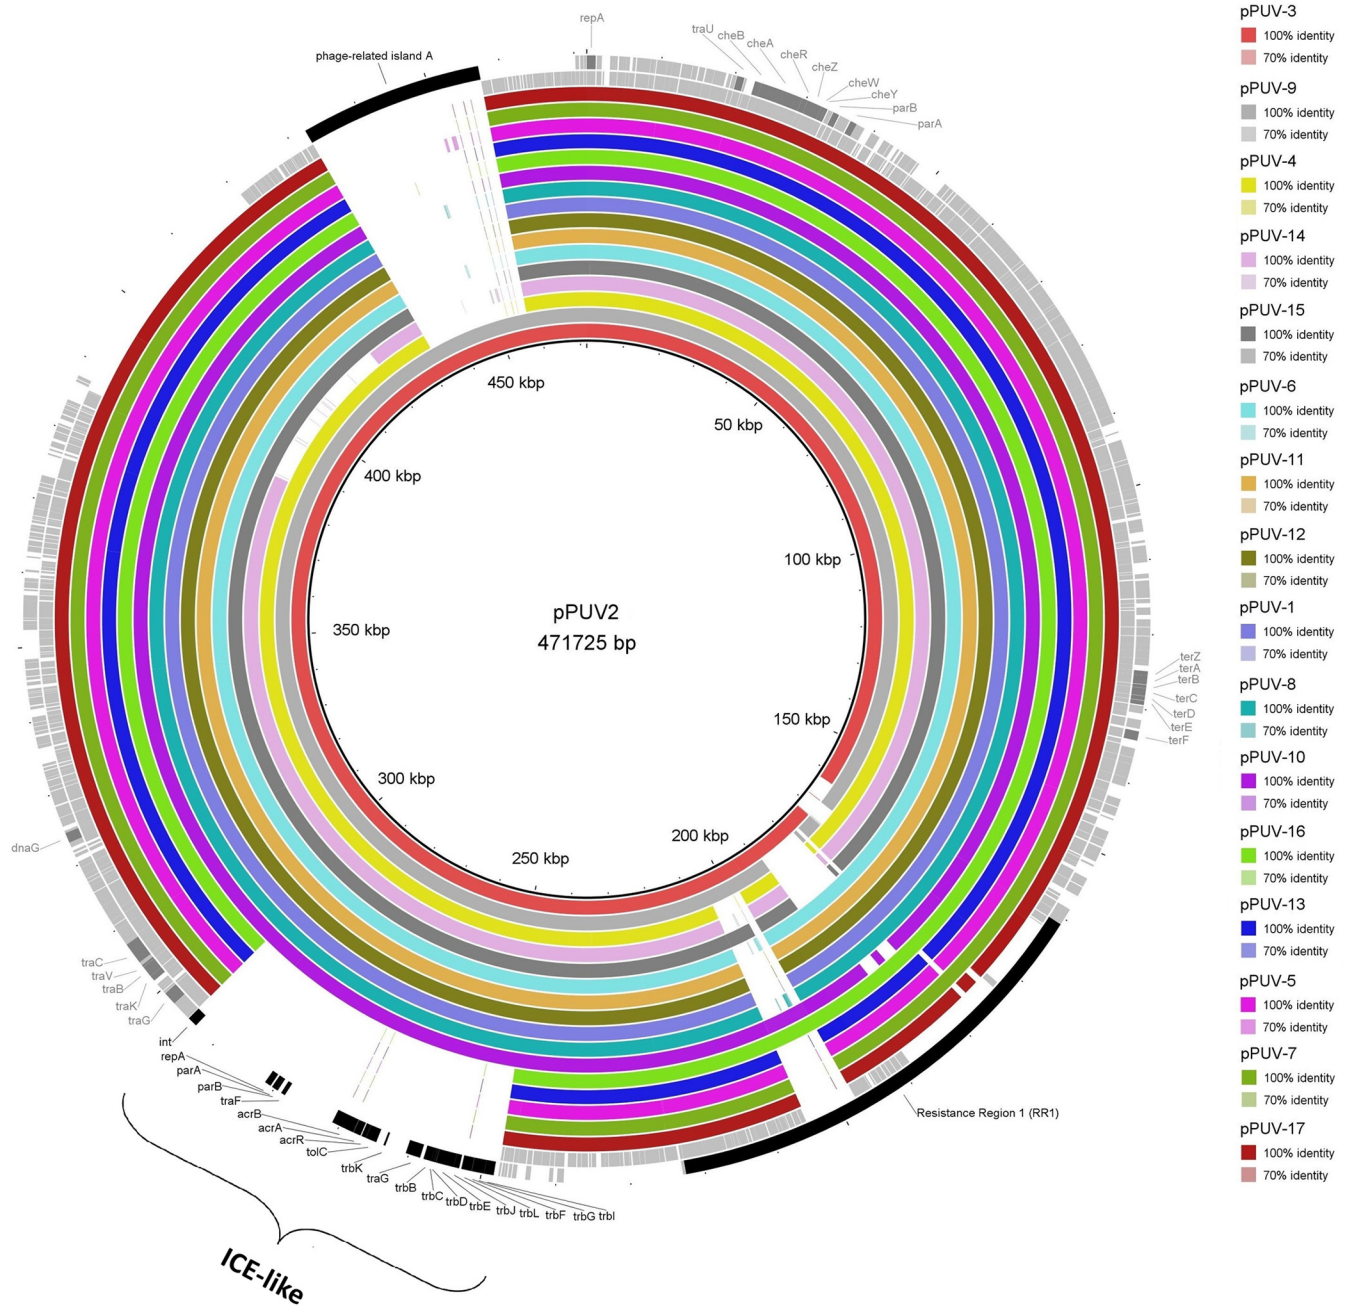 repA
traU
cheB
cheA
cheR
cheZ
cheW
cheY
parB
parA
phage-related island A
450 kbp
50 kbp
400 kbp
100 kbp
350 kbp
pPUV2
471725 bp
150 kbp
300 kbp
200 kbp
250 kbp
terZ
terA
terB
terC
terD
terE
terF
dnaG
traC
traV
traB
traK
traG
int
repA
parA
parB
traF
acrB
acrA
acrR
tolC
trbK
traG
trbB
trbC
trbD
trbE
trbJ
trbL
trbF
trbG
trbI
Resistance Region 1 (RR1)
ICE-like
pPUV-3
100% identity
70% identity
pPUV-9
100% identity
70% identity
pPUV-4
100% identity
70% identity
pPUV-14
100% identity
70% identity
pPUV-15
100% identity
70% identity
pPUV-6
100% identity
70% identity
pPUV-11
100% identity
70% identity
pPUV-12
100% identity
70% identity
pPUV-1
100% identity
70% identity
pPUV-8
100% identity
70% identity
pPUV-10
100% identity
70% identity
pPUV-16
100% identity
70% identity
pPUV-13
100% identity
70% identity
pPUV-5
100% identity
70% identity
pPUV-7
100% identity
70% identity
pPUV-17
100% identity
70% identity